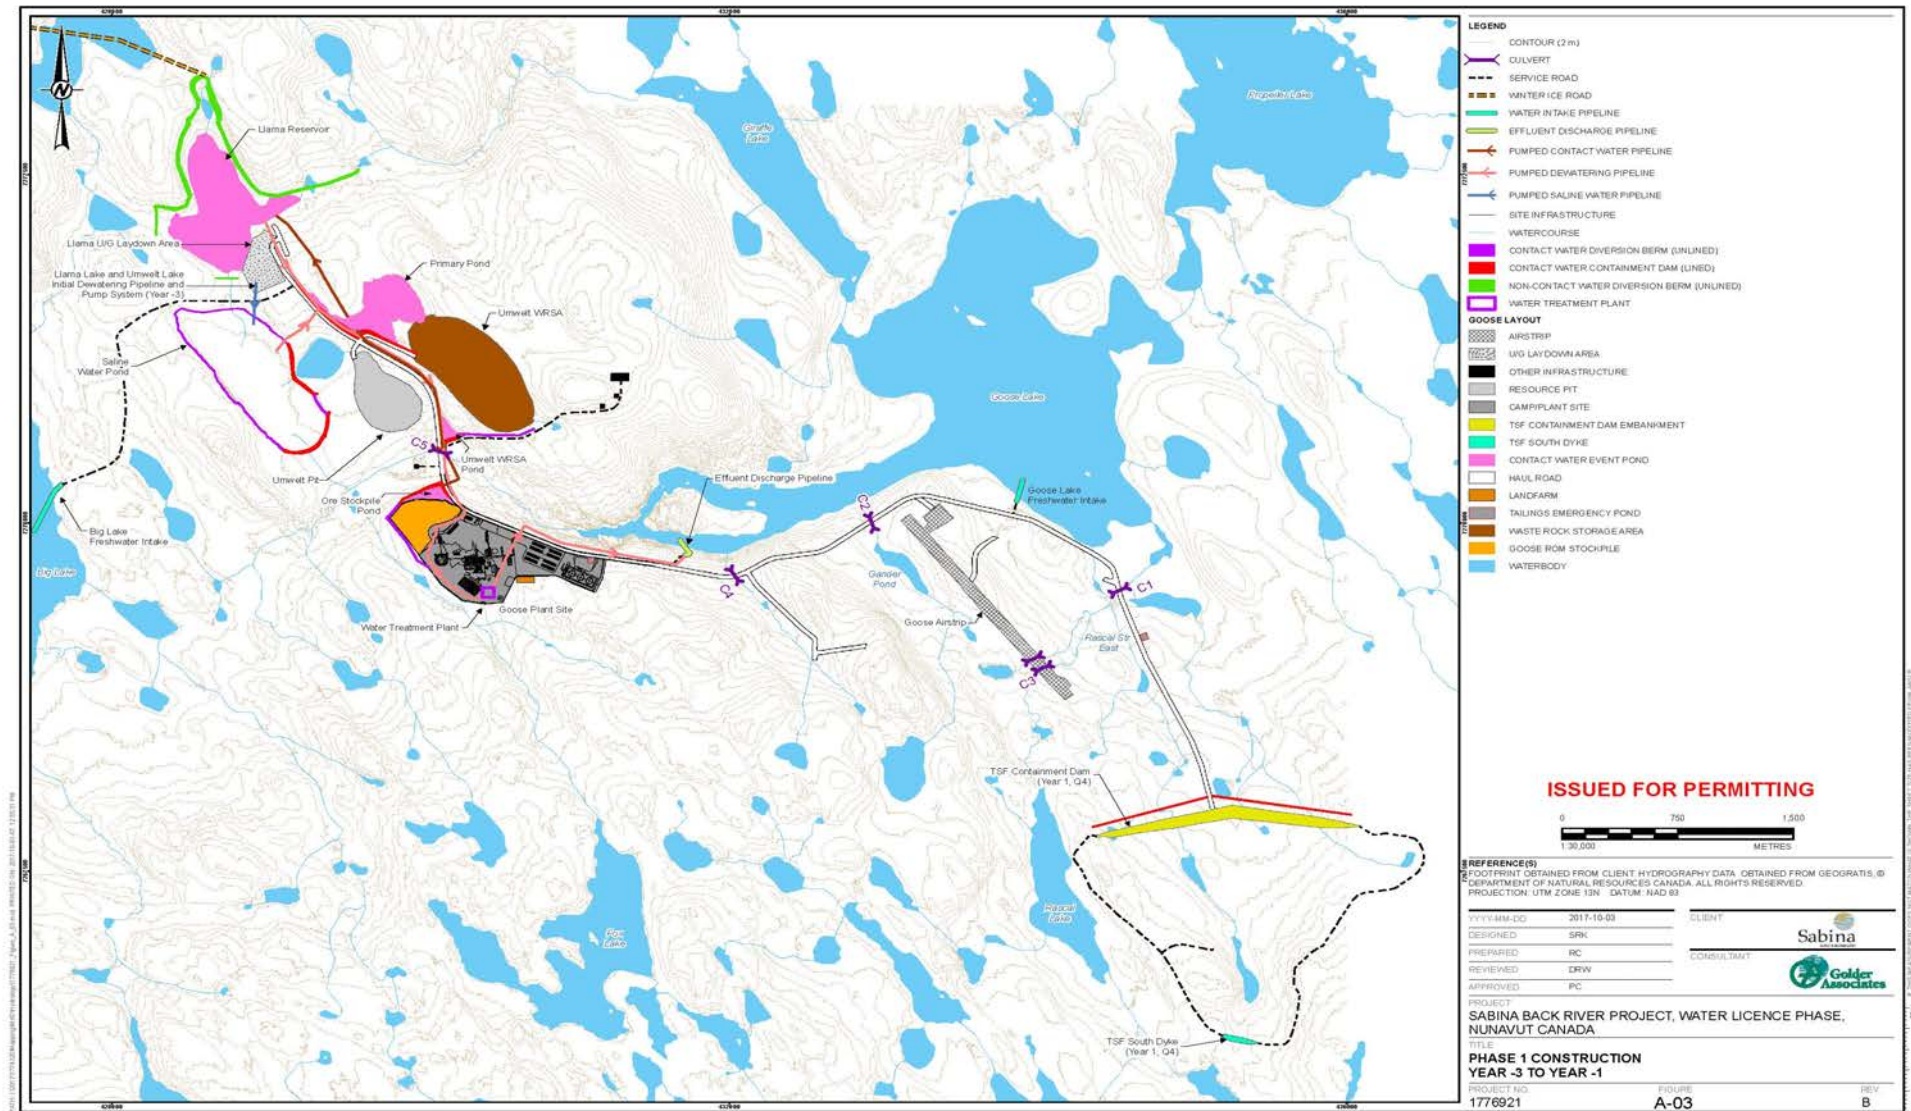 Llama Reservoir
Llama U/G Laydown Area
Llama Lake and Umwelt Lake
Initial Dewatering Pipeline and
Pump System (Year -3)
Primary Pond
Umwelt WRSA
Saline
Water Pond
C5
Umwelt WRSA
Pond
Umwelt Pit
Ore Stockpile
Pond
Big Lake
Freshwater Intake
Big Lake
Effluent Discharge Pipeline
Goose Plant Site
Water Treatment Plant
C4
C2
Giraffe
Lake
Propeller Lake
Goose Lake
Goose Lake
Freshwater Intake
Gander
Pond
Goose Airstrip
C1
Rascal Str
East
C3
TSF Containment Dam
(Year 1, Q4)
Rascal
Lake
Fox
Lake
TSF South Dyke
(Year 1, Q4)
N
LEGEND
CONTOUR (2 m)
CULVERT
SERVICE ROAD
WINTER ICE ROAD
WATER INTAKE PIPELINE
EFFLUENT DISCHARGE PIPELINE
PUMPED CONTACT WATER PIPELINE
PUMPED DEWATERING PIPELINE
PUMPED SALINE WATER PIPELINE
SITE INFRASTRUCTURE
WATERCOURSE
CONTACT WATER DIVERSION BERM (UNLINED)
CONTACT WATER CONTAINMENT DAM (LINED)
NON-CONTACT WATER DIVERSION BERM (UNLINED)
WATER TREATMENT PLANT
GOOSE LAYOUT
AIRSTRIP
U/G LAYDOWN AREA
OTHER INFRASTRUCTURE
RESOURCE PIT
CAMP/PLANT SITE
TSF CONTAINMENT DAM EMBANKMENT
TSF SOUTH DYKE
CONTACT WATER EVENT POND
HAUL ROAD
LANDFARM
TAILINGS EMERGENCY POND
WASTE ROCK STORAGE AREA
GOOSE ROM STOCKPILE
WATERBODY
ISSUED FOR PERMITTING
0 750 1,500
1:30,000 METRES
REFERENCE(S)
FOOTPRINT OBTAINED FROM CLIENT. HYDROGRAPHY DATA OBTAINED FROM GEOGRATIS, ©
DEPARTMENT OF NATURAL RESOURCES CANADA. ALL RIGHTS RESERVED.
PROJECTION: UTM ZONE 13N DATUM: NAD 83
YYYY-MM-DD 2017-10-03
DESIGNED SRK
PREPARED RC
REVIEWED DRW
APPROVED PC
CLIENT
Sabina
CONSULTANT
Golder
Associates
PROJECT
SABINA BACK RIVER PROJECT, WATER LICENCE PHASE,
NUNAVUT CANADA
TITLE
PHASE 1 CONSTRUCTION
YEAR -3 TO YEAR -1
PROJECT NO. FIGURE REV
1776921 A-03 B